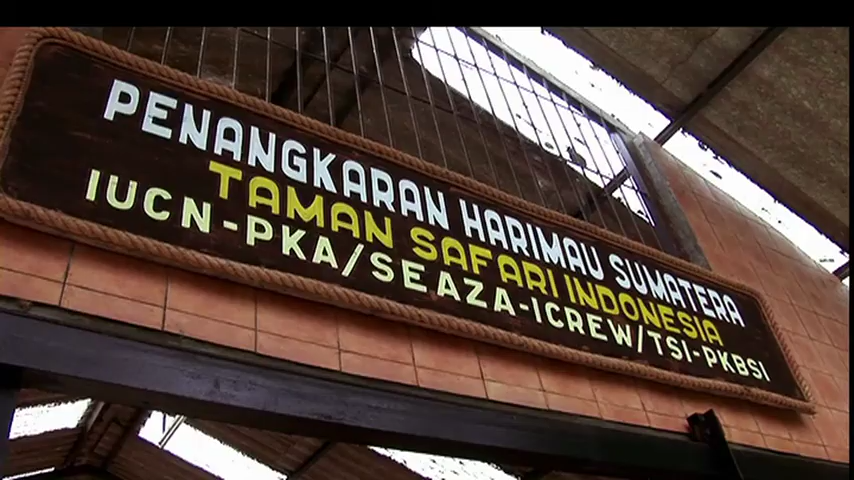 PENANGKARAN HARIMAU SUMATERA
TAMAN SAFARI INDONESIA
IUCN-PKA/SEAZA-ICREW/TSI-PKBSI